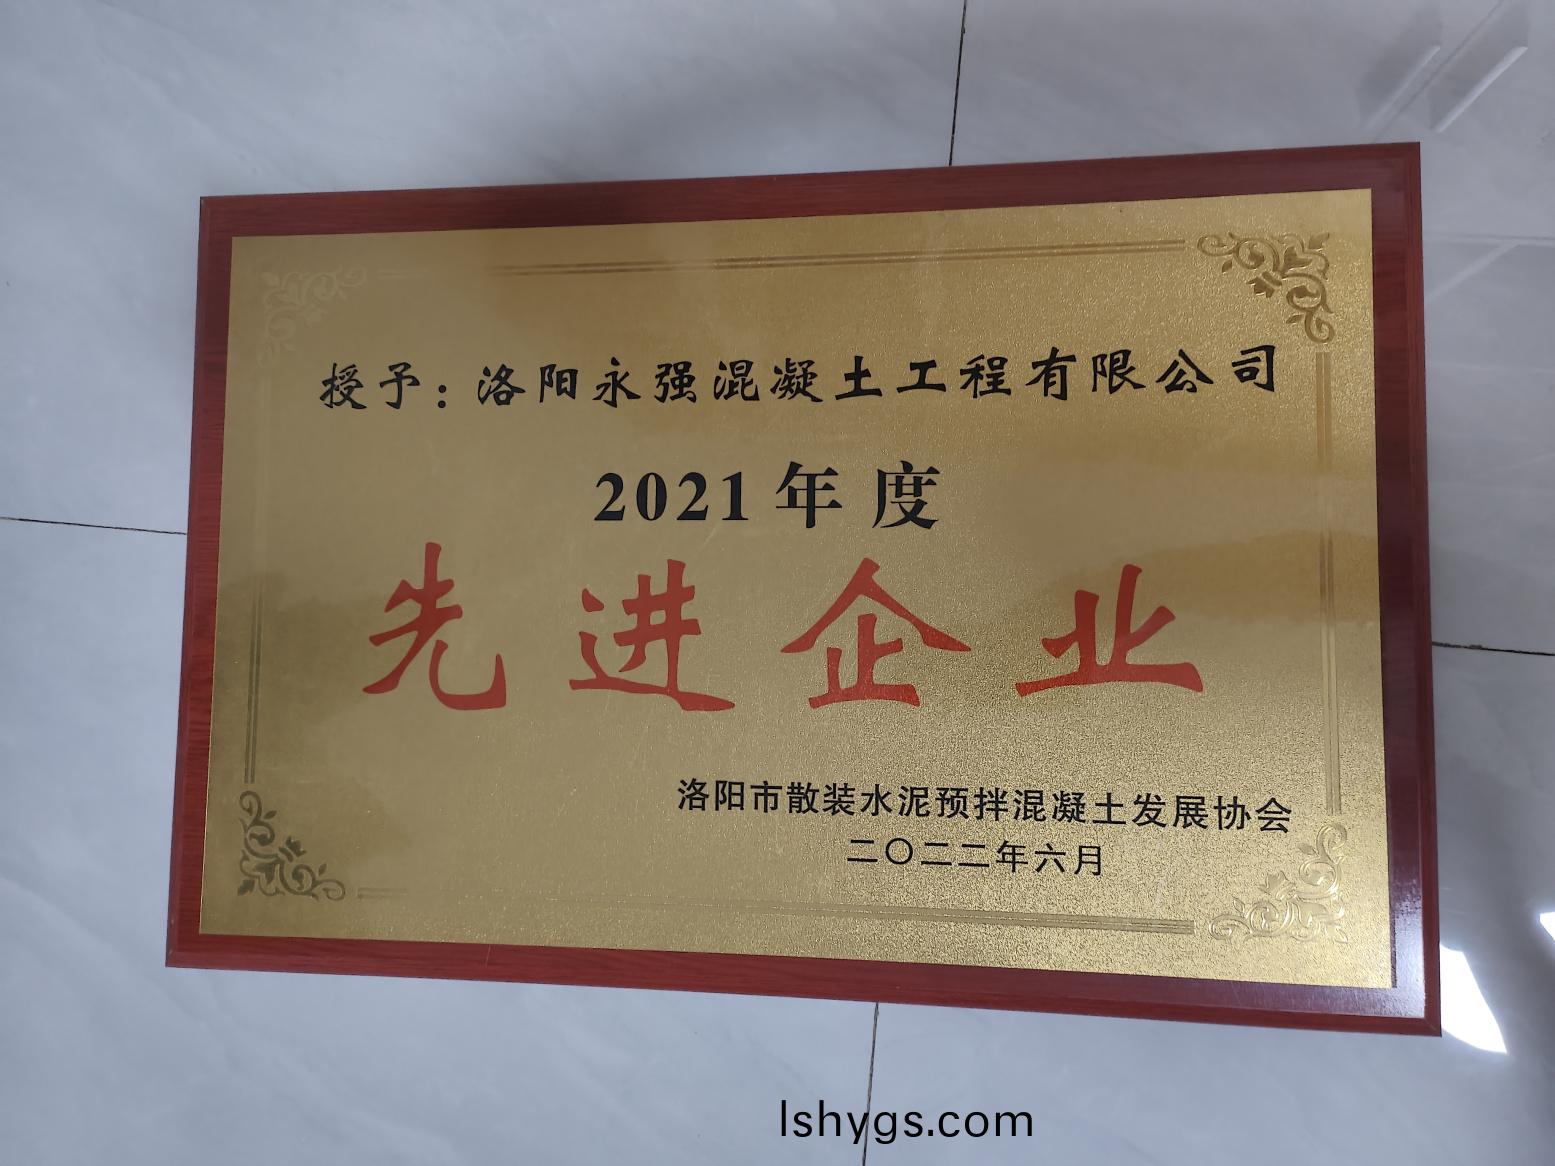 授予：洛阳永强混凝土工程有限公司
2021年度
先进企业
洛阳市散装水泥预拌混凝土发展协会
二〇二二年六月
lshygs.com